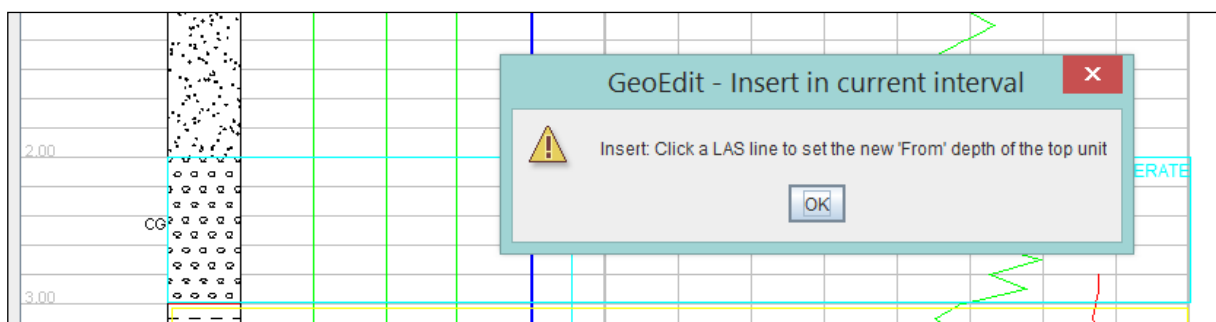 GeoEdit - Insert in current interval
x
Insert: Click a LAS line to set the new 'From' depth of the top unit
2.00
ERATE
OK
CG
3.00